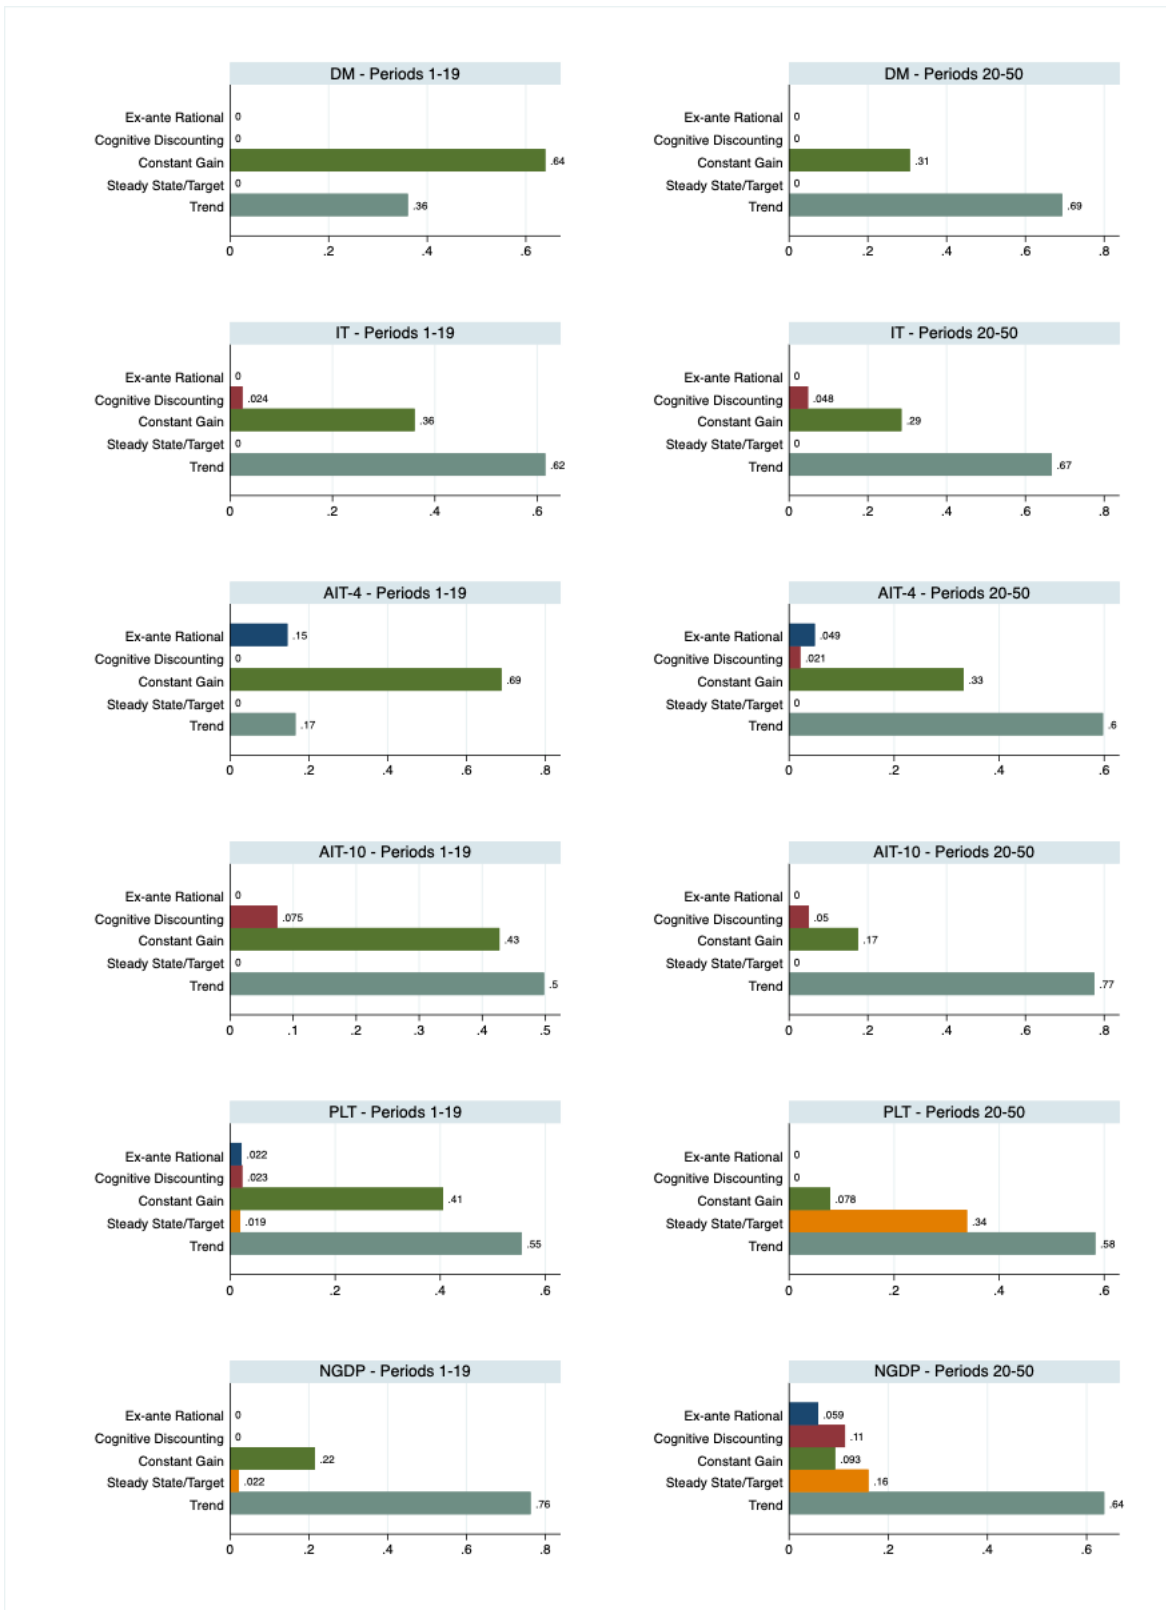 DM - Periods 1-19
Ex-ante Rational 0
Cognitive Discounting 0
Constant Gain .64
Steady State/Target 0
Trend .36
0 .2 .4 .6
DM - Periods 20-50
Ex-ante Rational 0
Cognitive Discounting 0
Constant Gain .31
Steady State/Target 0
Trend .69
0 .2 .4 .6 .8
IT - Periods 1-19
Ex-ante Rational 0
Cognitive Discounting .024
Constant Gain .36
Steady State/Target 0
Trend .62
0 .2 .4 .6
IT - Periods 20-50
Ex-ante Rational 0
Cognitive Discounting .048
Constant Gain .29
Steady State/Target 0
Trend .67
0 .2 .4 .6 .8
AIT-4 - Periods 1-19
Ex-ante Rational .15
Cognitive Discounting 0
Constant Gain .69
Steady State/Target 0
Trend .17
0 .2 .4 .6 .8
AIT-4 - Periods 20-50
Ex-ante Rational .049
Cognitive Discounting .021
Constant Gain .33
Steady State/Target 0
Trend .6
0 .2 .4 .6
AIT-10 - Periods 1-19
Ex-ante Rational 0
Cognitive Discounting .075
Constant Gain .43
Steady State/Target 0
Trend .5
0 .1 .2 .3 .4 .5
AIT-10 - Periods 20-50
Ex-ante Rational 0
Cognitive Discounting .05
Constant Gain .17
Steady State/Target 0
Trend .77
0 .2 .4 .6 .8
PLT - Periods 1-19
Ex-ante Rational .022
Cognitive Discounting .023
Constant Gain .41
Steady State/Target .019
Trend .55
0 .2 .4 .6
PLT - Periods 20-50
Ex-ante Rational 0
Cognitive Discounting 0
Constant Gain .078
Steady State/Target .34
Trend .58
0 .2 .4 .6
NGDP - Periods 1-19
Ex-ante Rational 0
Cognitive Discounting 0
Constant Gain .22
Steady State/Target .022
Trend .76
0 .2 .4 .6 .8
NGDP - Periods 20-50
Ex-ante Rational .059
Cognitive Discounting .11
Constant Gain .093
Steady State/Target .16
Trend .64
0 .2 .4 .6